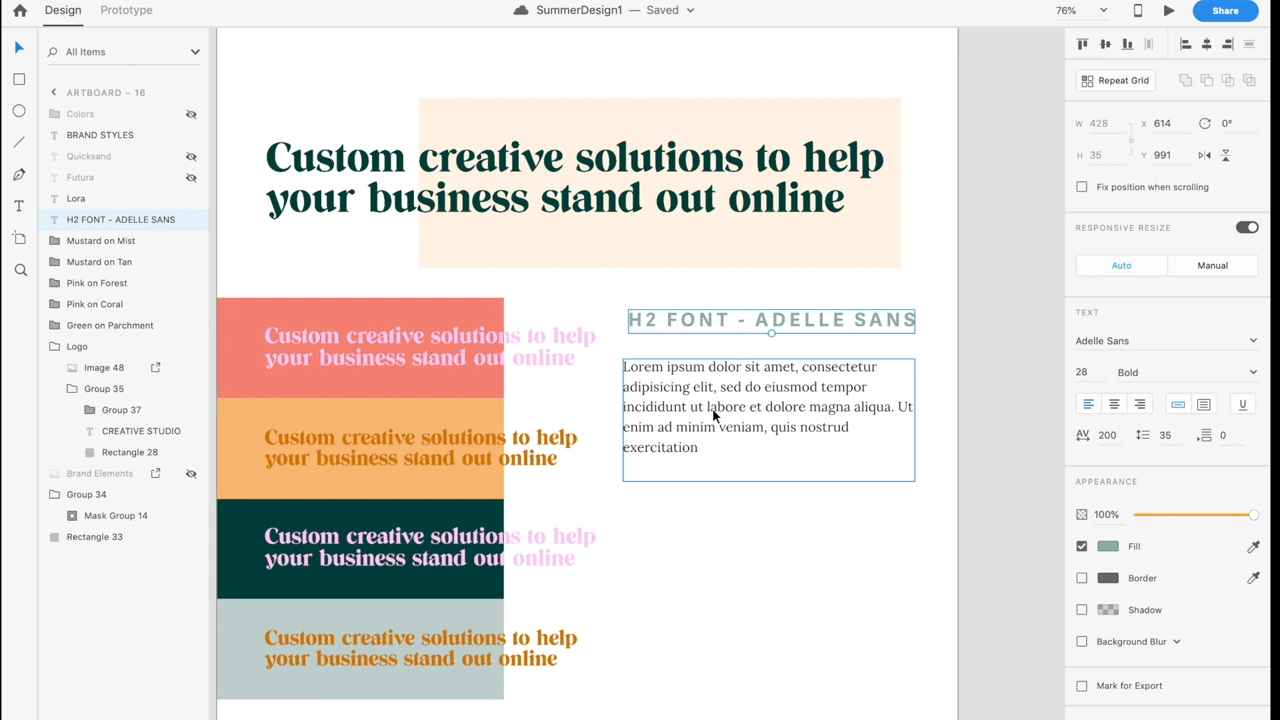 Design
Prototype
SummerDesign1 — Saved
76%
Share
All Items
ARTBOARD – 16
Colors
BRAND STYLES
Quicksand
Futura
Lora
H2 FONT - ADELLE SANS
Mustard on Mist
Mustard on Tan
Pink on Forest
Pink on Coral
Green on Parchment
Logo
Image 48
Group 35
Group 37
CREATIVE STUDIO
Rectangle 28
Brand Elements
Group 34
Mask Group 14
Rectangle 33
Custom creative solutions to help
your business stand out online
Custom creative solutions to help
your business stand out online
Custom creative solutions to help
your business stand out online
Custom creative solutions to help
your business stand out online
Custom creative solutions to help
your business stand out online
H2 FONT - ADELLE SANS
Lorem ipsum dolor sit amet, consectetur
adipisicing elit, sed do eiusmod tempor
incididunt ut labore et dolore magna aliqua. Ut
enim ad minim veniam, quis nostrud
exercitation
Repeat Grid
W 428 X 614 0°
H 35 Y 991
Fix position when scrolling
RESPONSIVE RESIZE
Auto
Manual
TEXT
Adelle Sans
28 Bold
U
AV 200 35 0
APPEARANCE
100%
Fill
Border
Shadow
Background Blur
Mark for Export